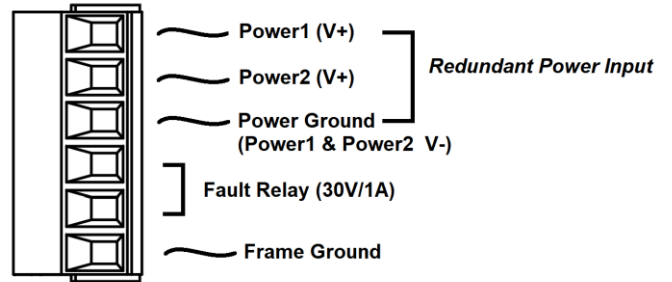 Power1 (V+)
Power2 (V+)
Redundant Power Input
Power Ground
(Power1 & Power2 V-)
Fault Relay (30V/1A)
Frame Ground